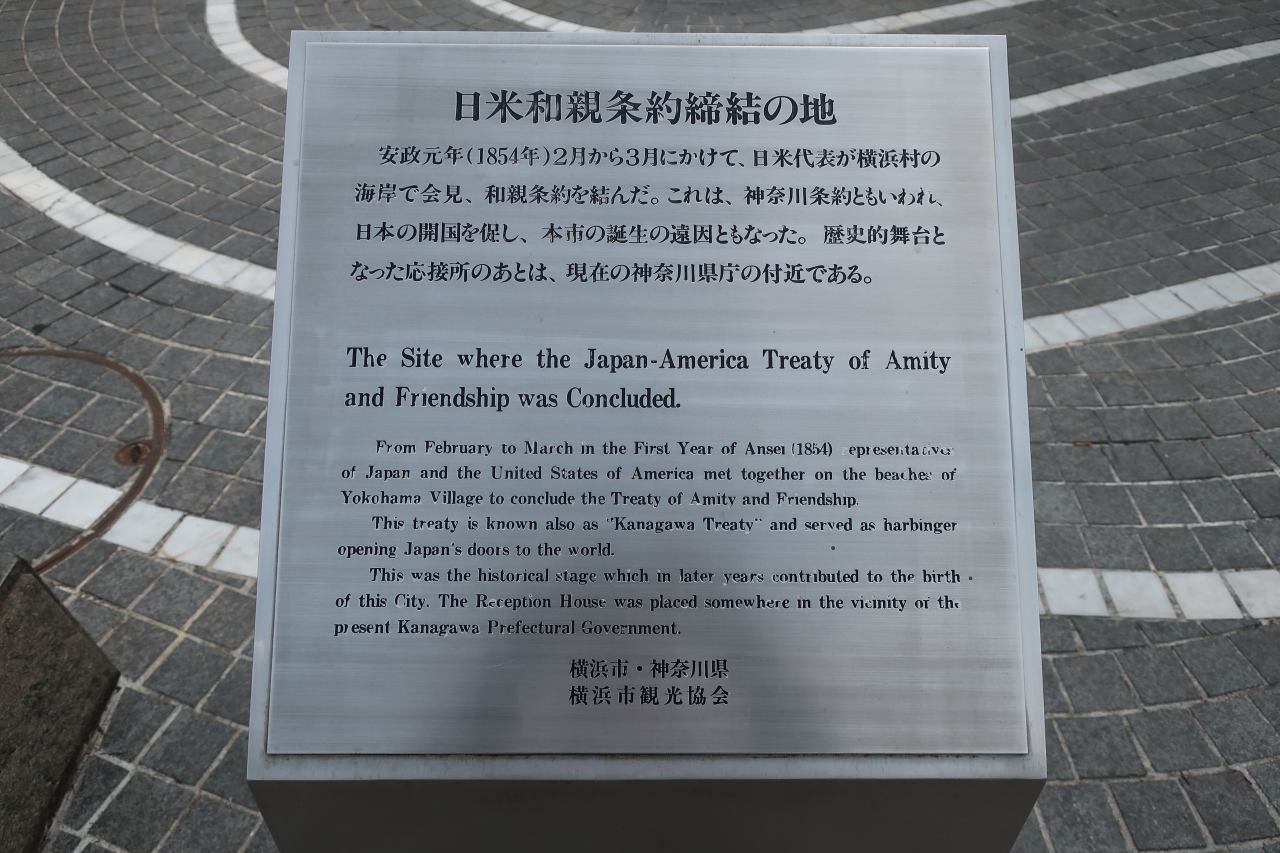 日米和親条約締結の地
安政元年(1854年)2月から3月にかけて、日米代表が横浜村の
海岸で会見、和親条約を結んだ。これは、神奈川条約ともいわれ、
日本の開国を促し、本市の誕生の遠因ともなった。歴史的舞台と
なった応接所のあとは、現在の神奈川県庁の付近である。
The Site where the Japan-America Treaty of Amity
and Friendship was Concluded.
From February to March in the First Year of Ansei (1854) representatives
of Japan and the United States of America met together on the beaches of
Yokohama Village to conclude the Treaty of Amity and Friendship.
This treaty is known also as "Kanagawa Treaty" and served as harbinger
opening Japan's doors to the world.
This was the historical stage which in later years contributed to the birth
of this City. The Reception House was placed somewhere in the vicinity of the
present Kanagawa Prefectural Government.
横浜市・神奈川県
横浜市観光協会